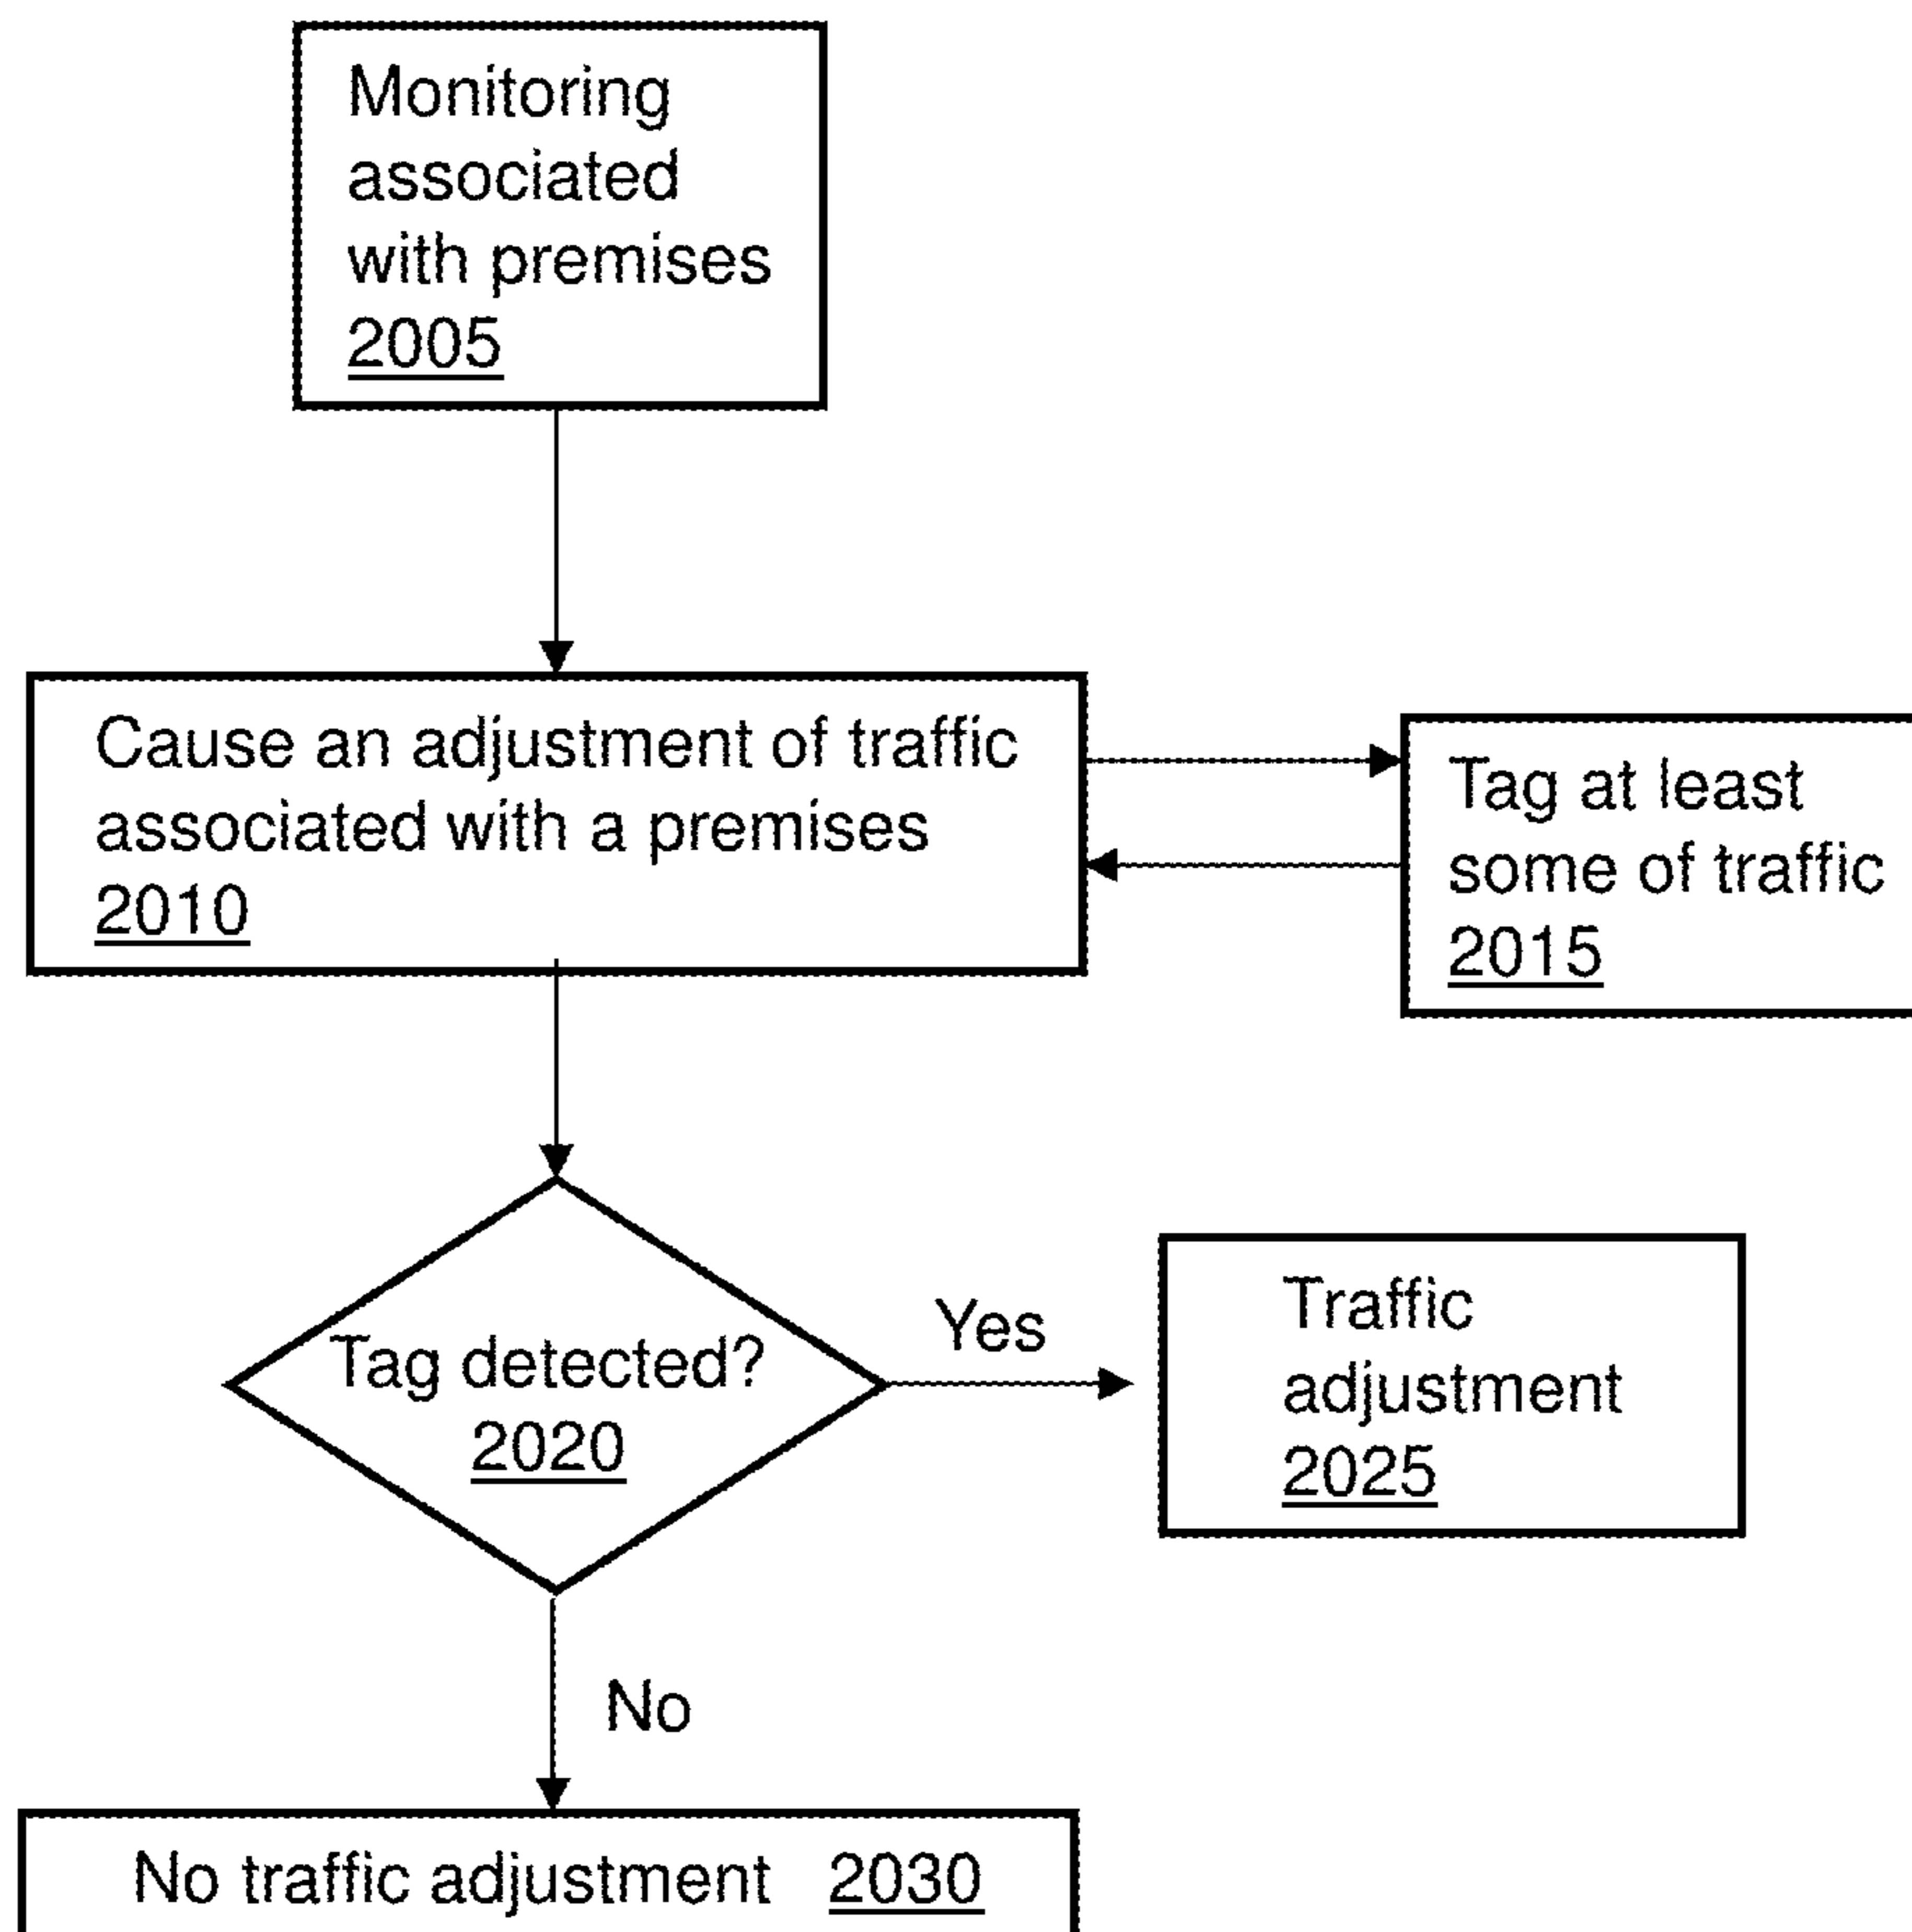 Monitoring
associated
with premises
2005
Cause an adjustment of traffic
associated with a premises
2010
Tag at least
some of traffic
2015
Tag detected?
2020
Yes
Traffic
adjustment
2025
No
No traffic adjustment 2030